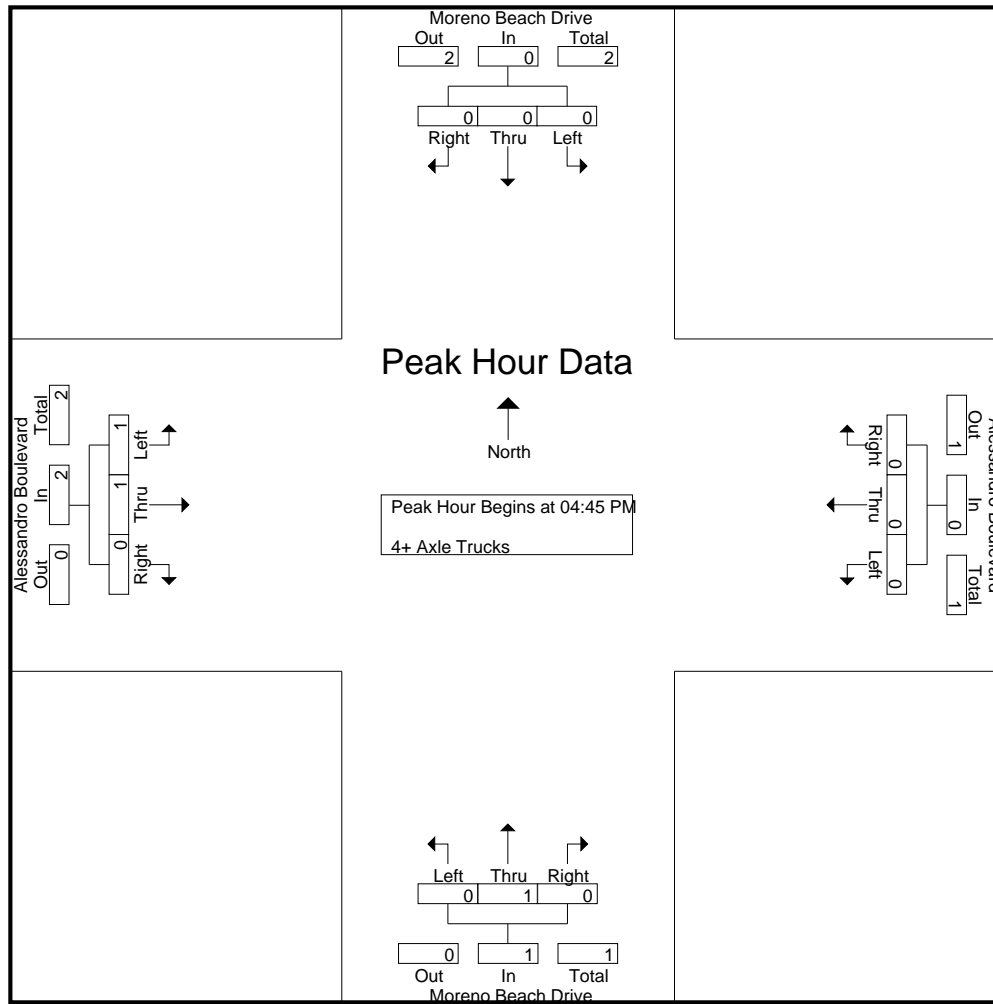 Moreno Beach Drive
Out In Total
2 0 2
0 0 0
Right Thru Left
Peak Hour Data
North
Peak Hour Begins at 04:45 PM
4+ Axle Trucks
Alessandro Boulevard
Out In Total
0 2 2
1 1 0
Left Thru Right
Alessandro Boulevard
Out In Total
1 0 1
0 0 0
Right Thru Left
Left Thru Right
0 1 0
0 1 1
Out In Total
Moreno Beach Drive